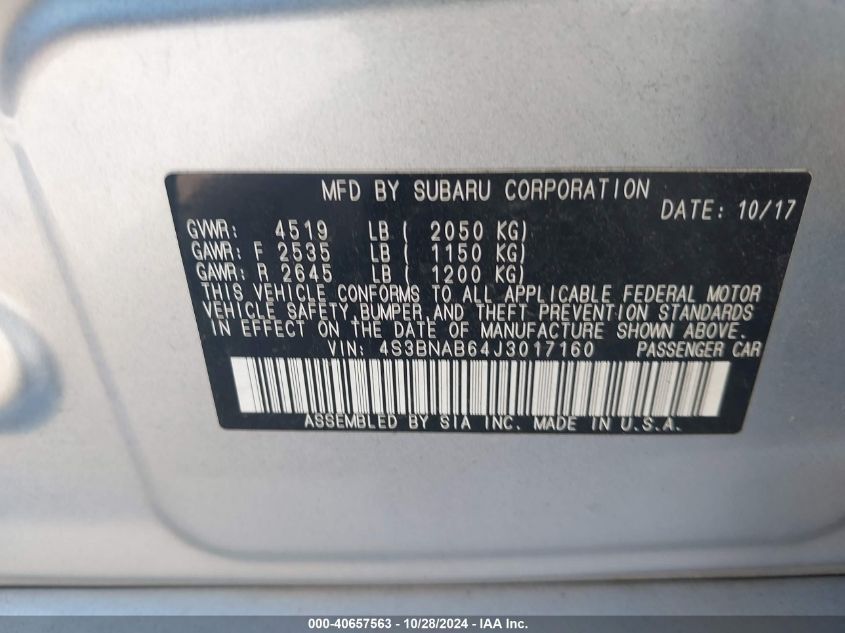 MFD BY SUBARU CORPORATION
DATE: 10/17
GVWR: 4519 LB ( 2050 KG)
GAWR: F 2535 LB ( 1150 KG)
GAWR: R 2645 LB ( 1200 KG)
THIS VEHICLE CONFORMS TO ALL APPLICABLE FEDERAL MOTOR
VEHICLE SAFETY, BUMPER, AND THEFT PREVENTION STANDARDS
IN EFFECT ON THE DATE OF MANUFACTURE SHOWN ABOVE.
VIN: 4S3BNAB64J3017160 PASSENGER CAR
ASSEMBLED BY SIA INC. MADE IN U.S.A.
000-40657563 - 10/28/2024 - IAA Inc.